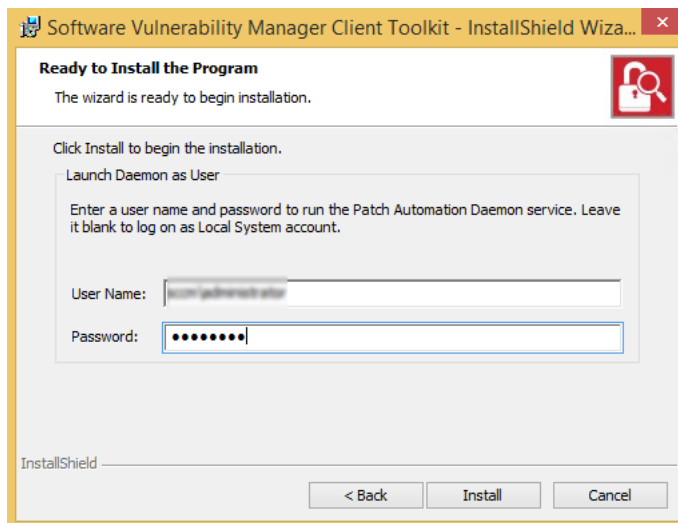 Software Vulnerability Manager Client Toolkit - InstallShield Wiza...
Ready to Install the Program
The wizard is ready to begin installation.
Click Install to begin the installation.
Launch Daemon as User
Enter a user name and password to run the Patch Automation Daemon service. Leave
it blank to log on as Local System account.
User Name:
Password: ●●●●●●●●
InstallShield
< Back Install Cancel